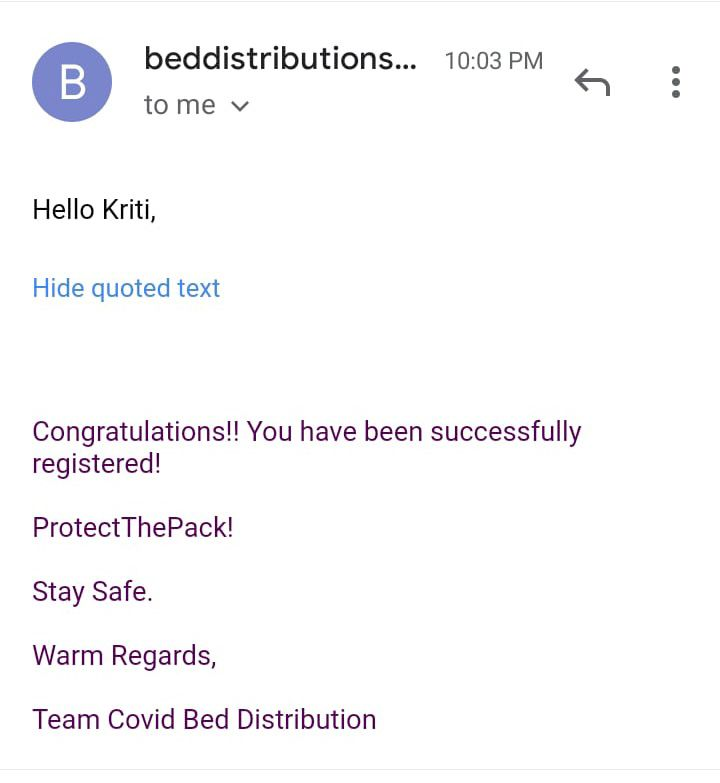 B
beddistributions... 10:03 PM
to me
Hello Kriti,
Hide quoted text
Congratulations!! You have been successfully
registered!
ProtectThePack!
Stay Safe.
Warm Regards,
Team Covid Bed Distribution